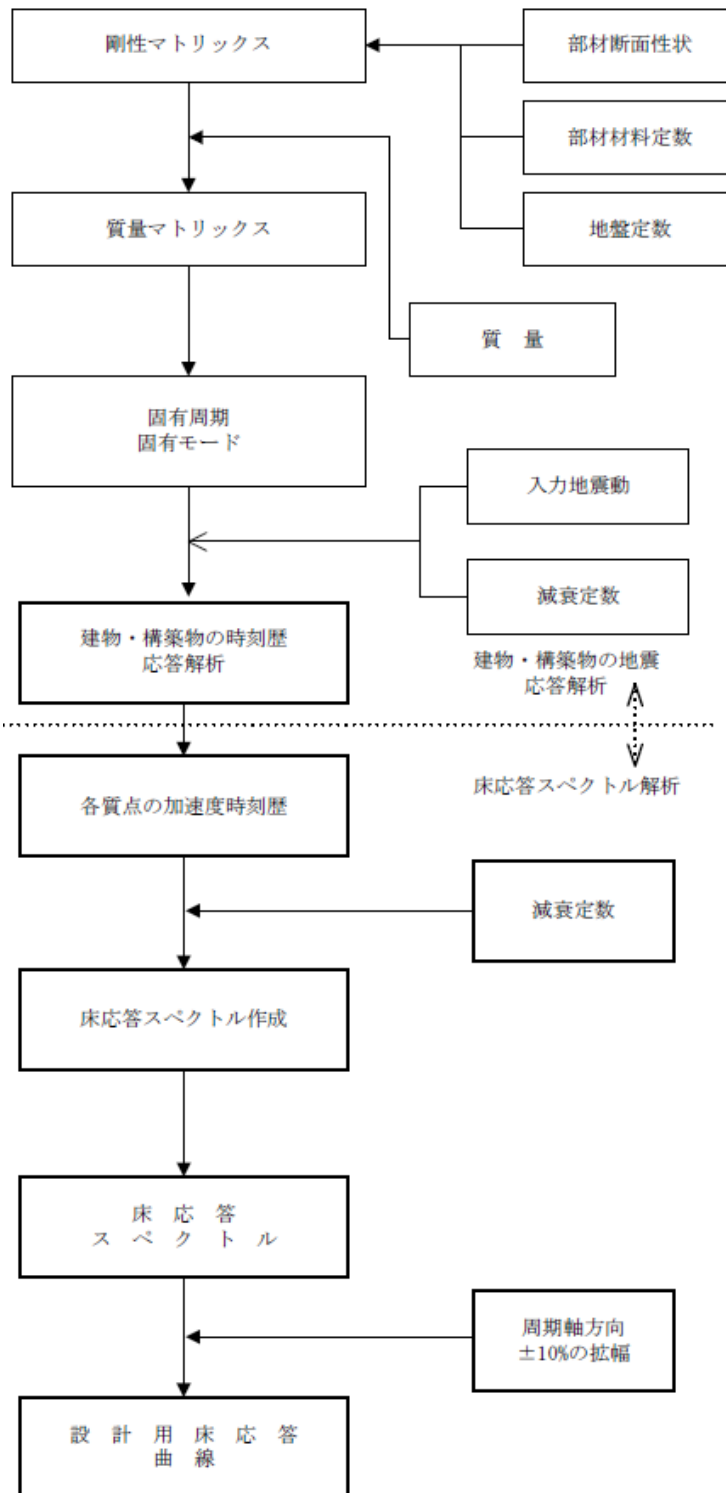 剛性マトリックス
部材断面性状
部材材料定数
質量マトリックス
地盤定数
質　量
固有周期
固有モード
入力地震動
減衰定数
建物・構築物の時刻歴
応答解析
建物・構築物の地震
応答解析
床応答スペクトル解析
各質点の加速度時刻歴
減衰定数
床応答スペクトル作成
床　応　答
ス　ペ　ク　ト　ル
周期軸方向
±10%の拡幅
設　計　用　床　応　答
曲　線